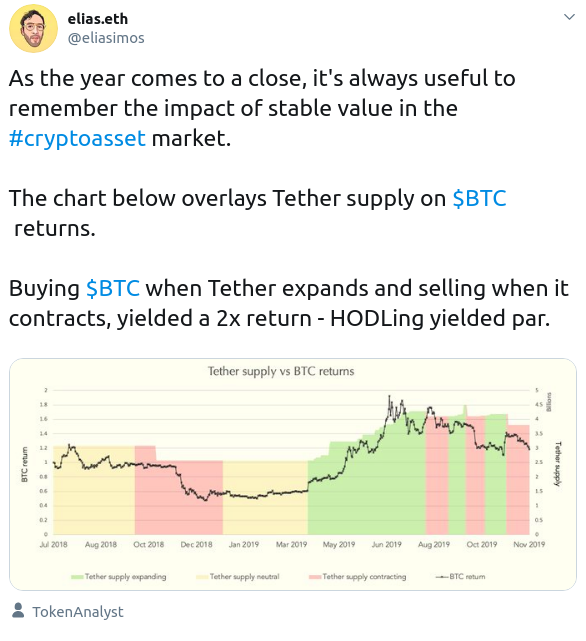 elias.eth
@eliasimos
As the year comes to a close, it's always useful to
remember the impact of stable value in the
#cryptoasset market.
The chart below overlays Tether supply on $BTC
returns.
Buying $BTC when Tether expands and selling when it
contracts, yielded a 2x return - HODLing yielded par.
Tether supply vs BTC returns
2
1.8
1.6
1.4
1.2
1
0.8
0.6
0.4
0.2
0
BTC return
5
4.5
4
3.5
3
2.5
2
1.5
1
0.5
0
Billions
Tether supply
Jul 2018 Aug 2018 Oct 2018 Dec 2018 Jan 2019 Mar 2019 May 2019 Jun 2019 Aug 2019 Oct 2019 Nov 2019
Tether supply expanding Tether supply neutral Tether supply contracting BTC return
TokenAnalyst